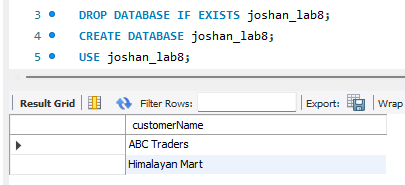 3 DROP DATABASE IF EXISTS joshan_lab8;
4 CREATE DATABASE joshan_lab8;
5 USE joshan_lab8;
Result Grid Filter Rows: Export: Wrap
customerName
ABC Traders
Himalayan Mart